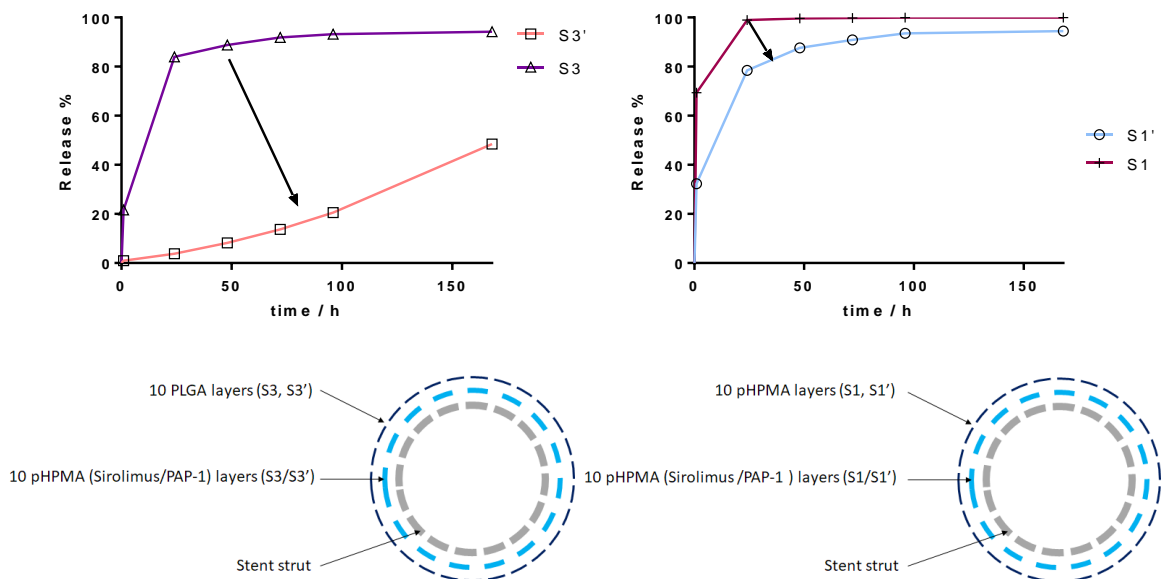 100
80
60
40
20
0
Release %
0
50
100
150
time / h
S3'
S3
100
80
60
40
20
0
Release %
0
50
100
150
time / h
S1'
S1
10 PLGA layers (S3, S3’)
10 pHPMA (Sirolimus/PAP-1) layers (S3/S3’)
Stent strut
10 pHPMA layers (S1, S1’)
10 pHPMA (Sirolimus /PAP-1 ) layers (S1/S1’)
Stent strut